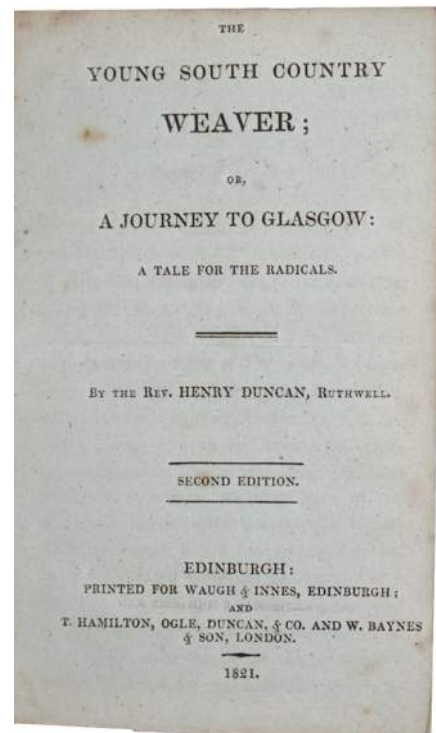 THE
YOUNG SOUTH COUNTRY
WEAVER;
OR,
A JOURNEY TO GLASGOW:
A TALE FOR THE RADICALS.
BY THE REV. HENRY DUNCAN, RUTHWELL.
SECOND EDITION.
EDINBURGH:
PRINTED FOR WAUGH & INNES, EDINBURGH;
AND
T. HAMILTON, OGLE, DUNCAN, & CO. AND W. BAYNES
& SON, LONDON.
1821.